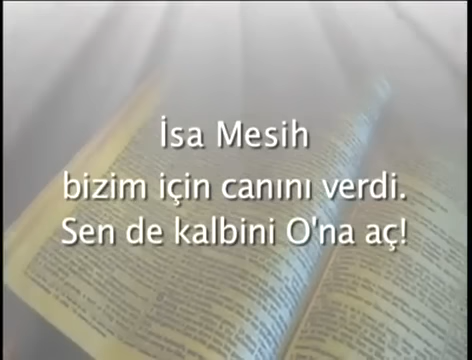 İsa Mesih
bizim için canını verdi.
Sen de kalbini O'na aç!